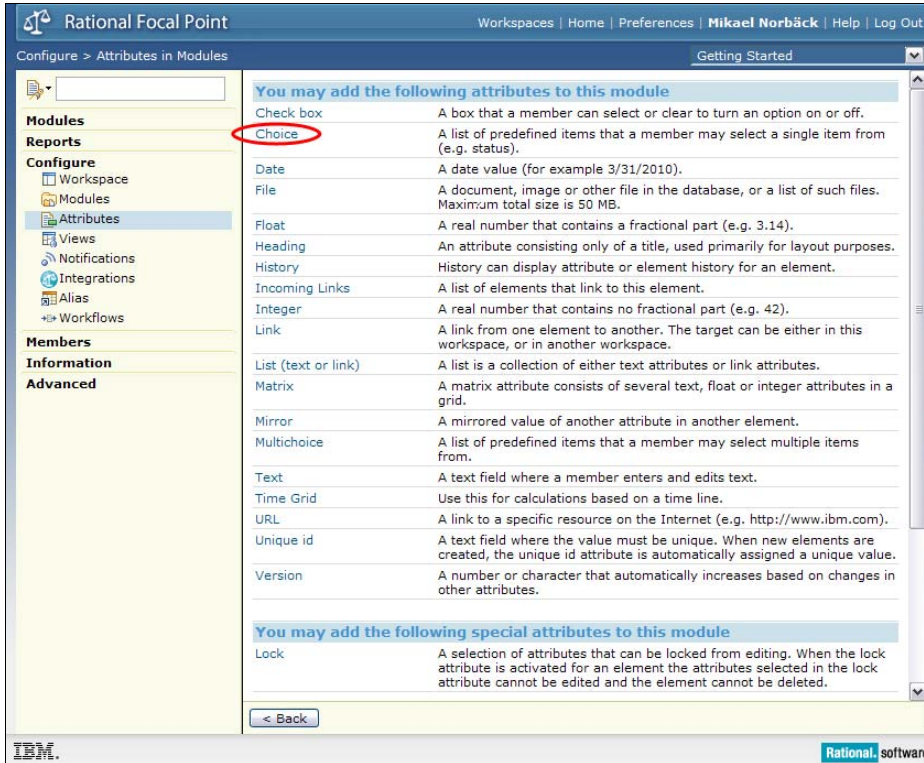 Rational Focal Point
Workspaces | Home | Preferences | Mikael Norbäck | Help | Log Out
Configure > Attributes in Modules
Getting Started
Modules
Reports
Configure
Workspace
Modules
Attributes
Views
Notifications
Integrations
Alias
Workflows
Members
Information
Advanced
You may add the following attributes to this module
Check box A box that a member can select or clear to turn an option on or off.
Choice A list of predefined items that a member may select a single item from
(e.g. status).
Date A date value (for example 3/31/2010).
File A document, image or other file in the database, or a list of such files.
Maximum total size is 50 MB.
Float A real number that contains a fractional part (e.g. 3.14).
Heading An attribute consisting only of a title, used primarily for layout purposes.
History History can display attribute or element history for an element.
Incoming Links A list of elements that link to this element.
Integer A real number that contains no fractional part (e.g. 42).
Link A link from one element to another. The target can be either in this
workspace, or in another workspace.
List (text or link) A list is a collection of either text attributes or link attributes.
Matrix A matrix attribute consists of several text, float or integer attributes in a
grid.
Mirror A mirrored value of another attribute in another element.
Multichoice A list of predefined items that a member may select multiple items
from.
Text A text field where a member enters and edits text.
Time Grid Use this for calculations based on a time line.
URL A link to a specific resource on the Internet (e.g. http://www.ibm.com).
Unique id A text field where the value must be unique. When new elements are
created, the unique id attribute is automatically assigned a unique value.
Version A number or character that automatically increases based on changes in
other attributes.
You may add the following special attributes to this module
Lock A selection of attributes that can be locked from editing. When the lock
attribute is activated for an element the attributes selected in the lock
attribute cannot be edited and the element cannot be deleted.
< Back
IBM.
Rational. software